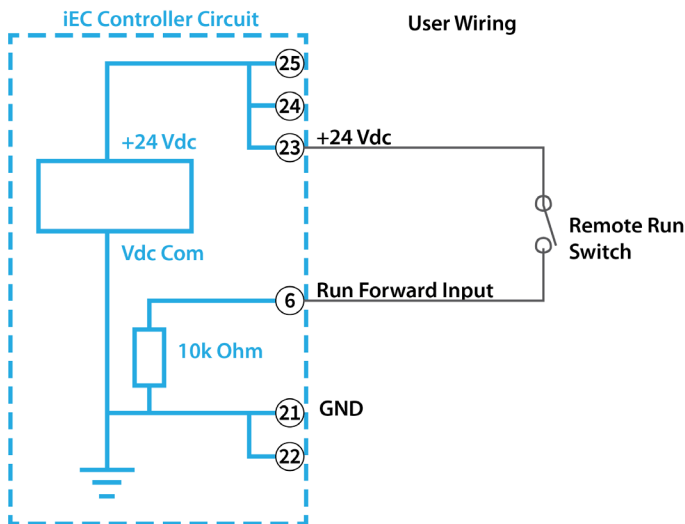 iEC Controller Circuit
User Wiring
25
24
+24 Vdc
23
+24 Vdc
Remote Run
Switch
Vdc Com
6
Run Forward Input
10k Ohm
21
GND
22